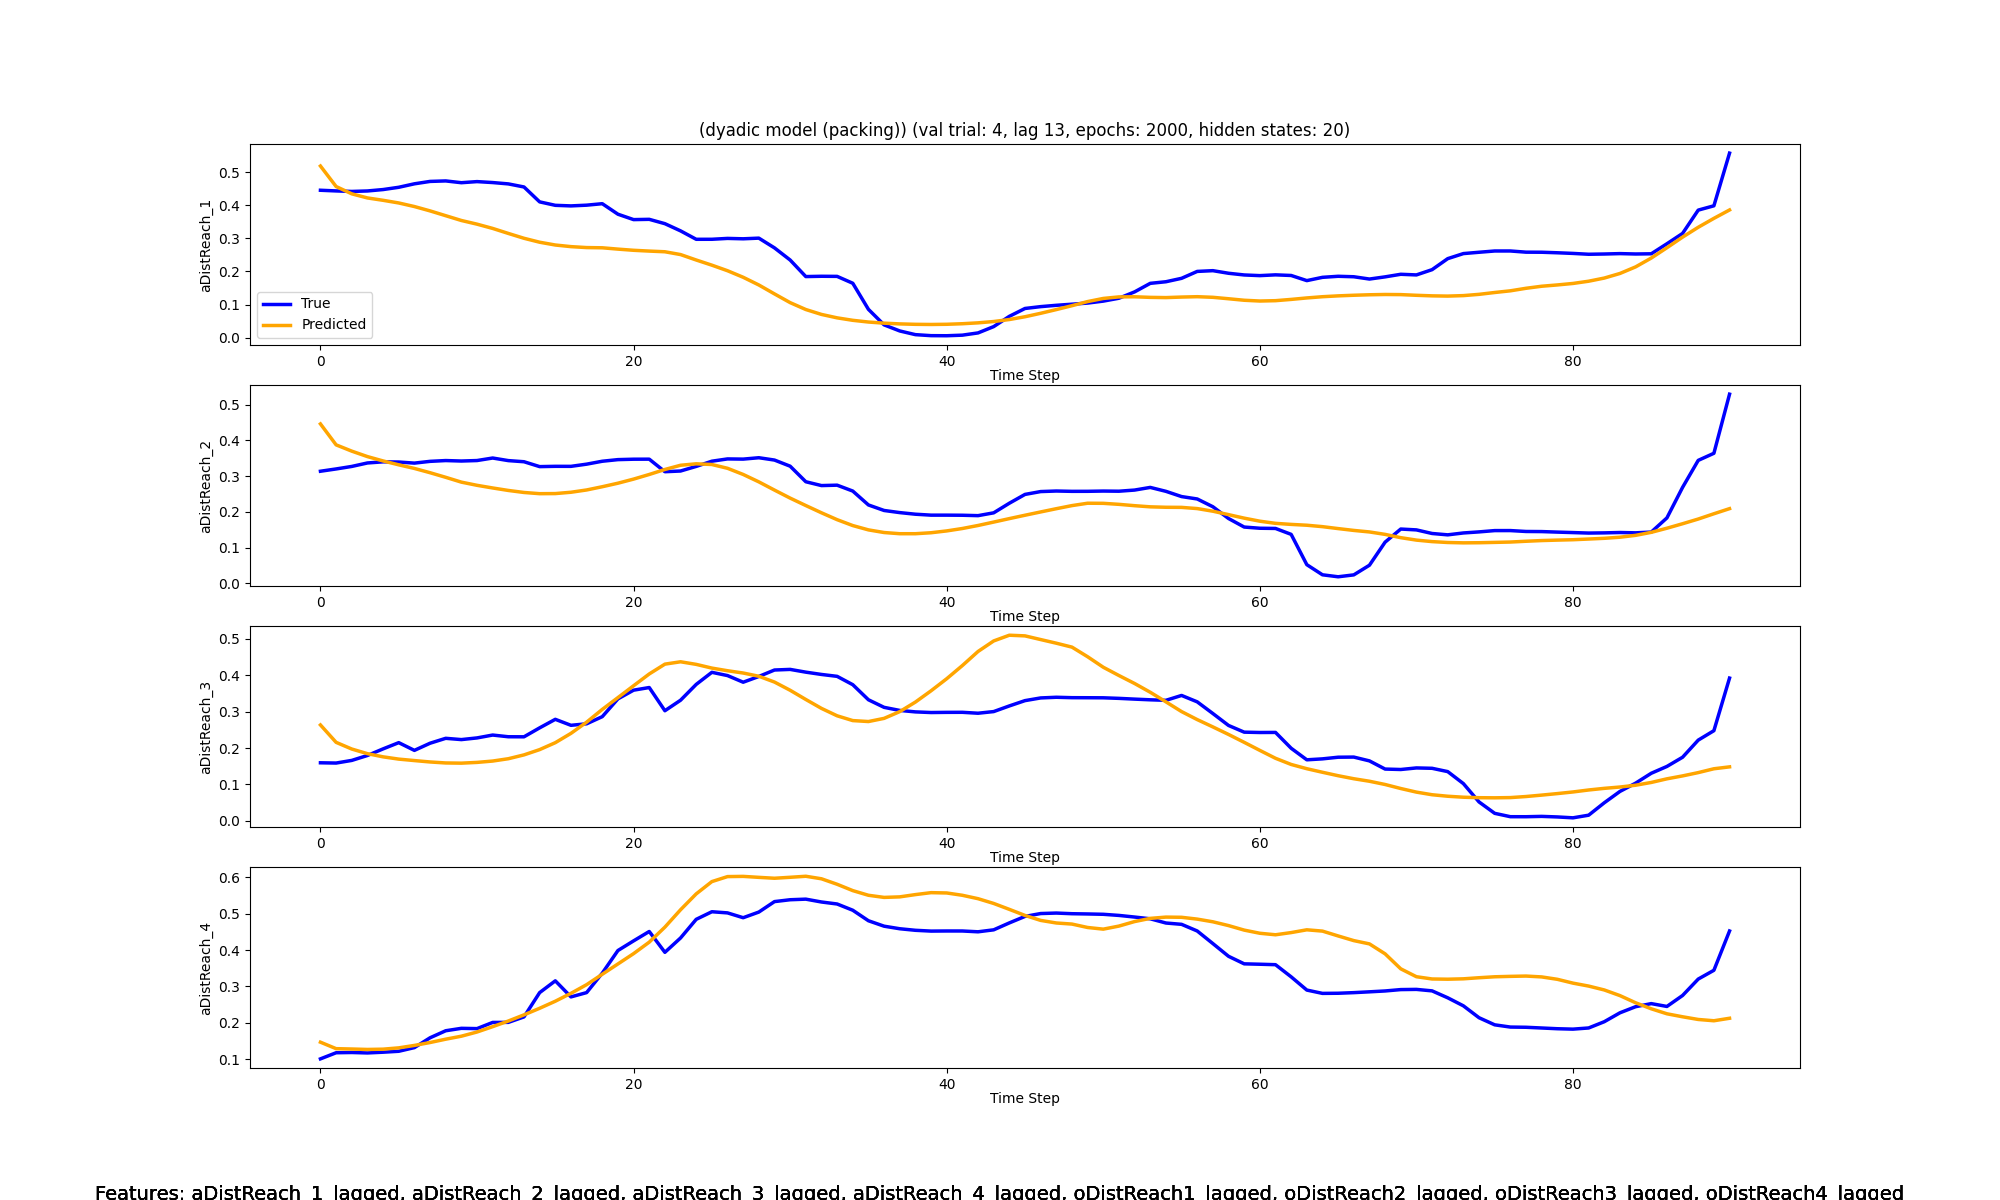 (dyadic model (packing)) (val trial: 4, lag 13, epochs: 2000, hidden states: 20)
aDistReach_1
0.5
0.4
0.3
0.2
0.1
0.0
True
Predicted
0 20 40 60 80
Time Step
aDistReach_2
0.5
0.4
0.3
0.2
0.1
0.0
0 20 40 60 80
Time Step
aDistReach_3
0.5
0.4
0.3
0.2
0.1
0.0
0 20 40 60 80
Time Step
aDistReach_4
0.6
0.5
0.4
0.3
0.2
0.1
0 20 40 60 80
Time Step
Features: aDistReach_1_lagged, aDistReach_2_lagged, aDistReach_3_lagged, aDistReach_4_lagged, oDistReach1_lagged, oDistReach2_lagged, oDistReach3_lagged, oDistReach4_lagged